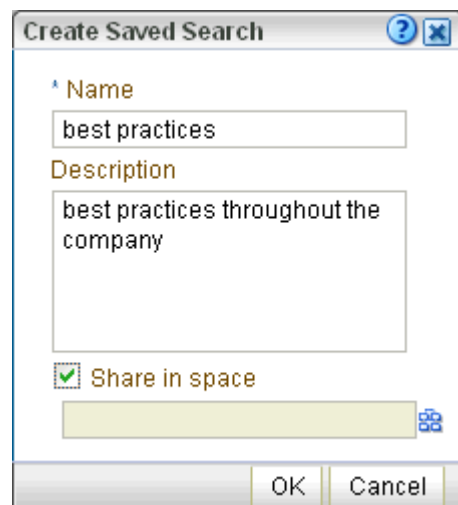 Create Saved Search ?
* Name
best practices
Description
best practices throughout the
company
Share in space
OK Cancel